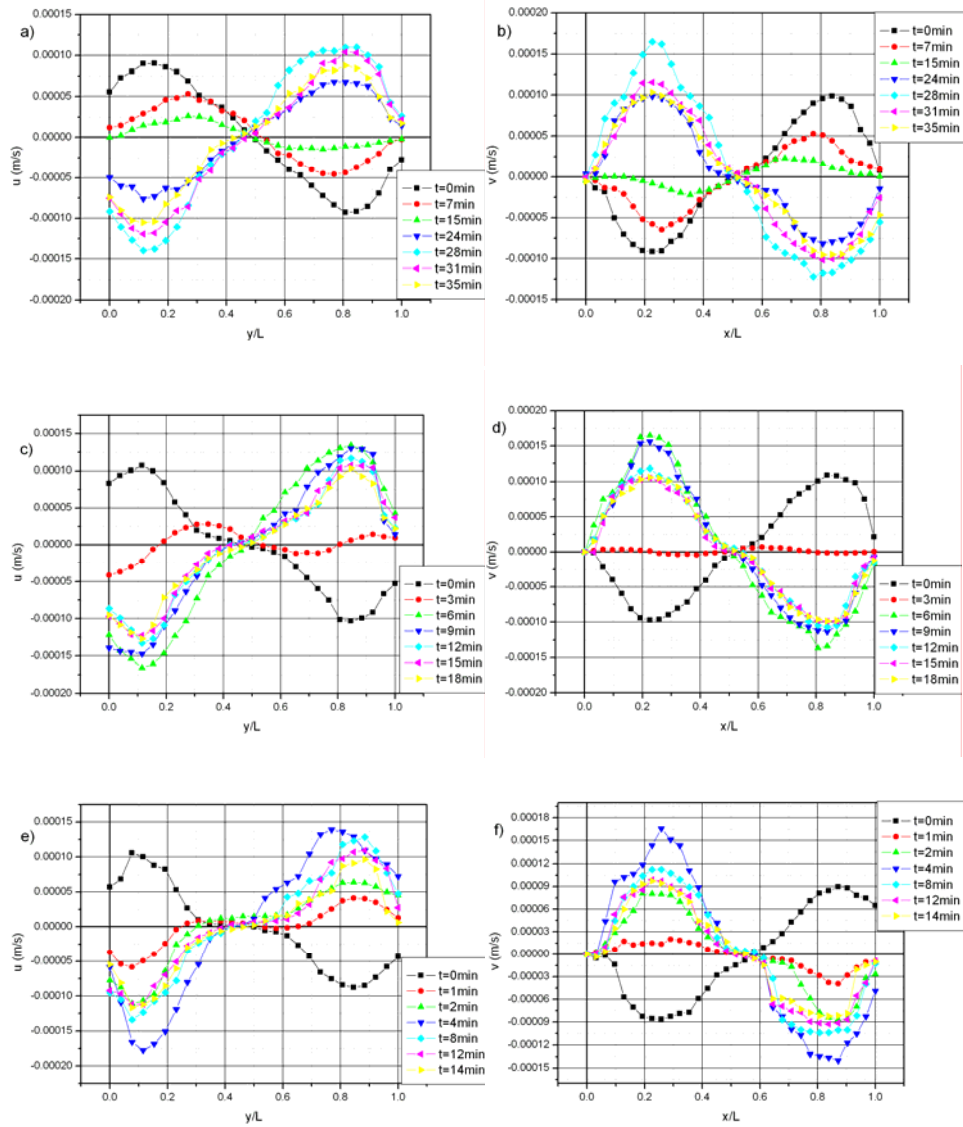 a)
0.00015
0.00010
0.00005
0.00000
-0.00005
-0.00010
-0.00015
-0.00020
u (m/s)
0.0 0.2 0.4 0.6 0.8 1.0
y/L
t=0min
t=7min
t=15min
t=24min
t=28min
t=31min
t=35min
b)
0.00020
0.00015
0.00010
0.00005
0.00000
-0.00005
-0.00010
-0.00015
v (m/s)
0.0 0.2 0.4 0.6 0.8 1.0
x/L
t=0min
t=7min
t=15min
t=24min
t=28min
t=31min
t=35min
c)
0.00015
0.00010
0.00005
0.00000
-0.00005
-0.00010
-0.00015
-0.00020
u (m/s)
0.0 0.2 0.4 0.6 0.8 1.0
y/L
t=0min
t=3min
t=6min
t=9min
t=12min
t=15min
t=18min
d)
0.00020
0.00015
0.00010
0.00005
0.00000
-0.00005
-0.00010
-0.00015
-0.00020
v (m/s)
0.0 0.2 0.4 0.6 0.8 1.0
x/L
t=0min
t=3min
t=6min
t=9min
t=12min
t=15min
t=18min
e)
0.00015
0.00010
0.00005
0.00000
-0.00005
-0.00010
-0.00015
-0.00020
u (m/s)
0.0 0.2 0.4 0.6 0.8 1.0
y/L
t=0min
t=1min
t=2min
t=4min
t=8min
t=12min
t=14min
f)
0.00018
0.00015
0.00012
0.00009
0.00006
0.00003
0.00000
-0.00003
-0.00006
-0.00009
-0.00012
-0.00015
v (m/s)
0.0 0.2 0.4 0.6 0.8 1.0
x/L
t=0min
t=1min
t=2min
t=4min
t=8min
t=12min
t=14min